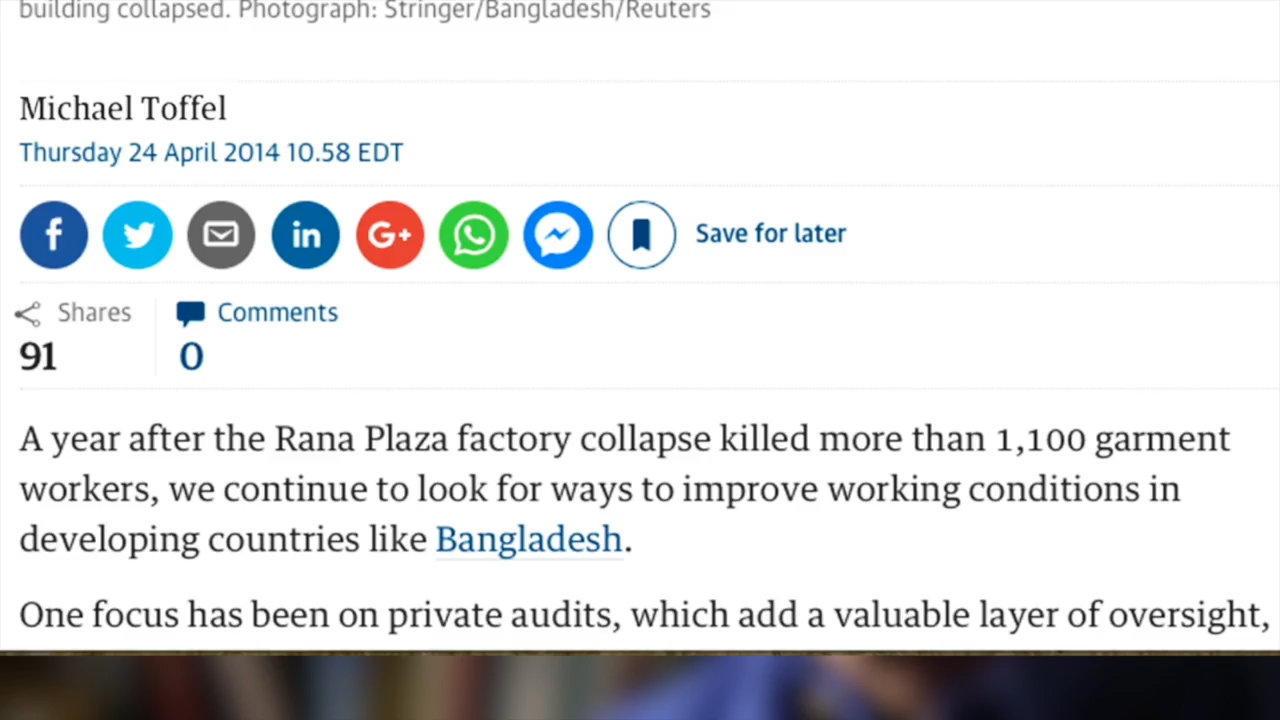 building collapsed. Photograph: Stringer/Bangladesh/Reuters
Michael Toffel
Thursday 24 April 2014 10.58 EDT
f
in
G+
Save for later
Shares
Comments
91
0
A year after the Rana Plaza factory collapse killed more than 1,100 garment
workers, we continue to look for ways to improve working conditions in
developing countries like Bangladesh.
One focus has been on private audits, which add a valuable layer of oversight,